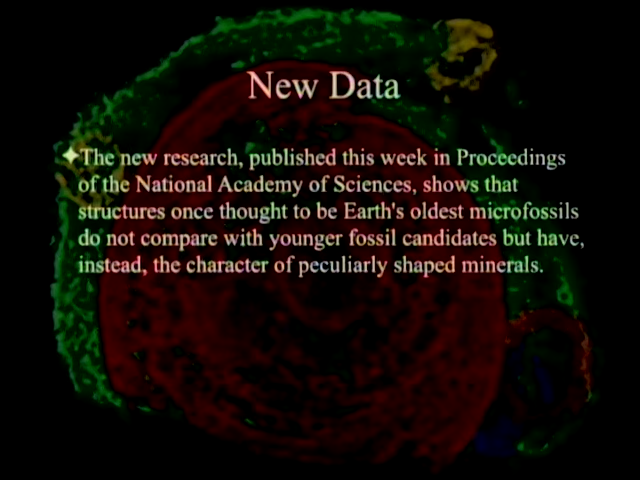 New Data
The new research, published this week in Proceedings
of the National Academy of Sciences, shows that
structures once thought to be Earth's oldest microfossils
do not compare with younger fossil candidates but have,
instead, the character of peculiarly shaped minerals.